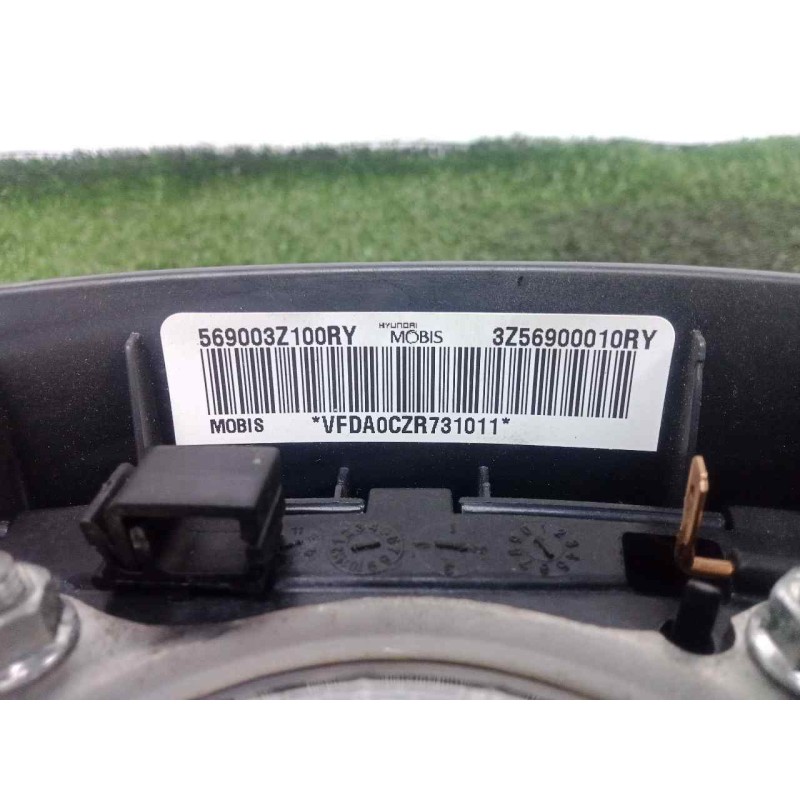 569003Z100RY HYUNDAI MOBIS 3Z56900010RY
MOBIS *VFDA0CZR731011*